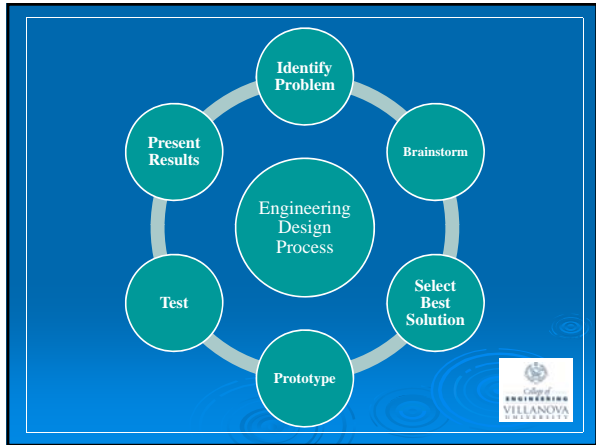 Identify
Problem
Brainstorm
Select
Best
Solution
Prototype
Test
Present
Results
Engineering
Design
Process
College of
ENGINEERING
VILLANOVA
UNIVERSITY